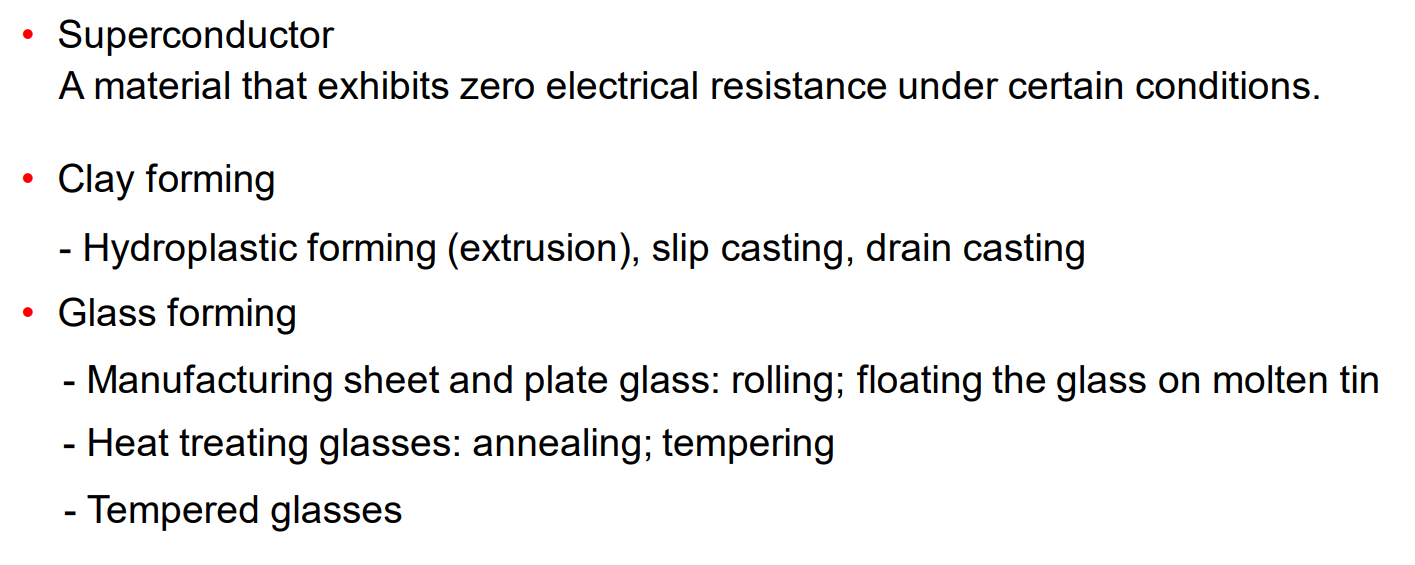 • Superconductor
A material that exhibits zero electrical resistance under certain conditions.
• Clay forming
- Hydroplastic forming (extrusion), slip casting, drain casting
• Glass forming
- Manufacturing sheet and plate glass: rolling; floating the glass on molten tin
- Heat treating glasses: annealing; tempering
- Tempered glasses